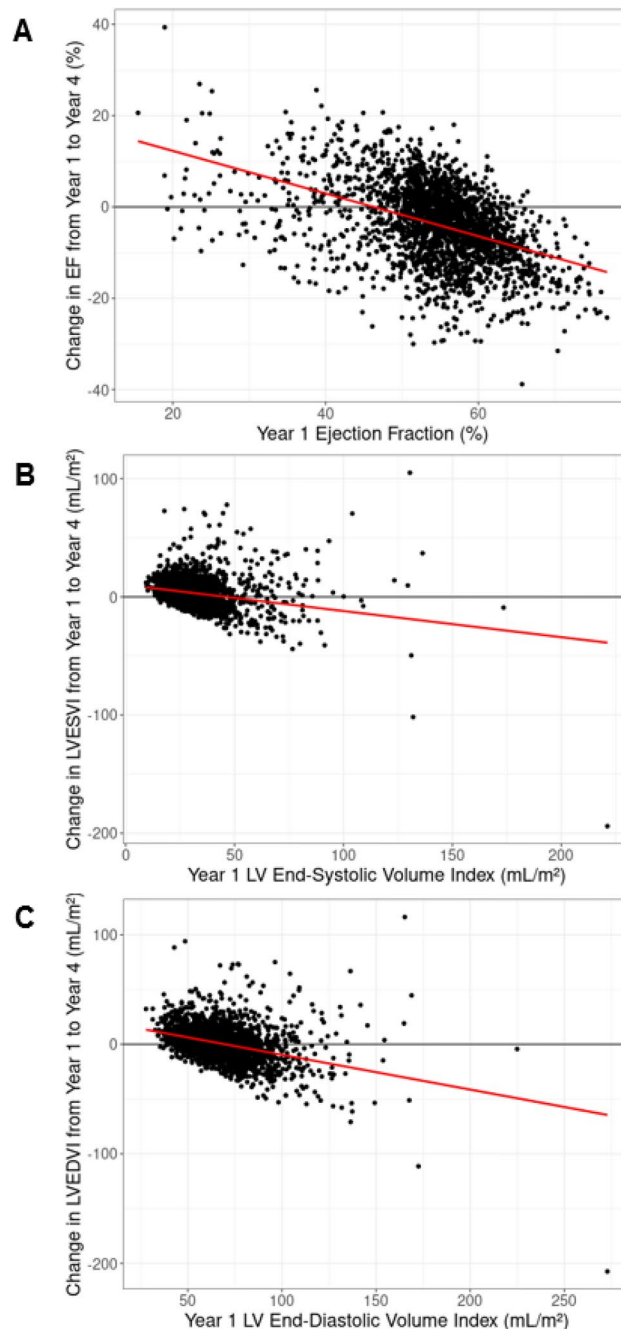 A
Change in EF from Year 1 to Year 4 (%)
40
20
0
-20
-40
20
40
60
Year 1 Ejection Fraction (%)
B
Change in LVESVI from Year 1 to Year 4 (mL/m²)
100
0
-100
-200
0
50
100
150
200
Year 1 LV End-Systolic Volume Index (mL/m²)
C
Change in LVEDVI from Year 1 to Year 4 (mL/m²)
100
0
-100
-200
50
100
150
200
250
Year 1 LV End-Diastolic Volume Index (mL/m²)